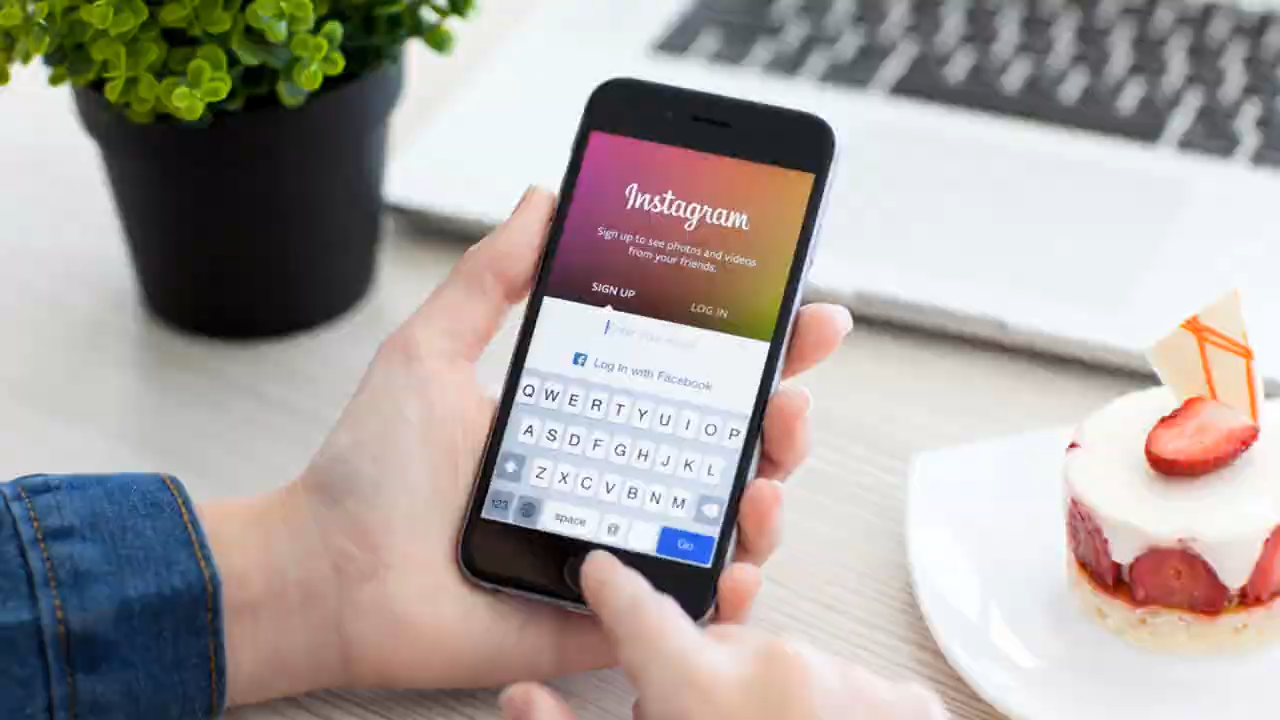 Instagram
Sign up to see photos and videos
from your friends.
SIGN UP
LOG IN
Log In with Facebook
Q W E R T Y U I O P
A S D F G H J K L
Z X C V B N M
123
space
@
.
Go